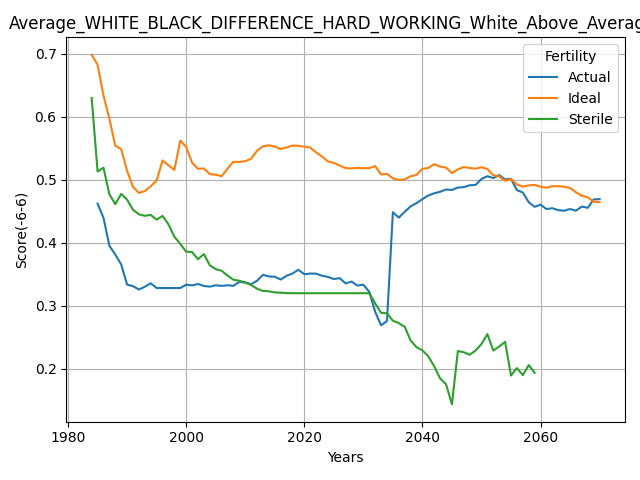 Average_WHITE_BLACK_DIFFERENCE_HARD_WORKING_White_Above_Averag
Fertility
Actual
Ideal
Sterile
Score(-6-6)
0.7
0.6
0.5
0.4
0.3
0.2
1980 2000 2020 2040 2060
Years